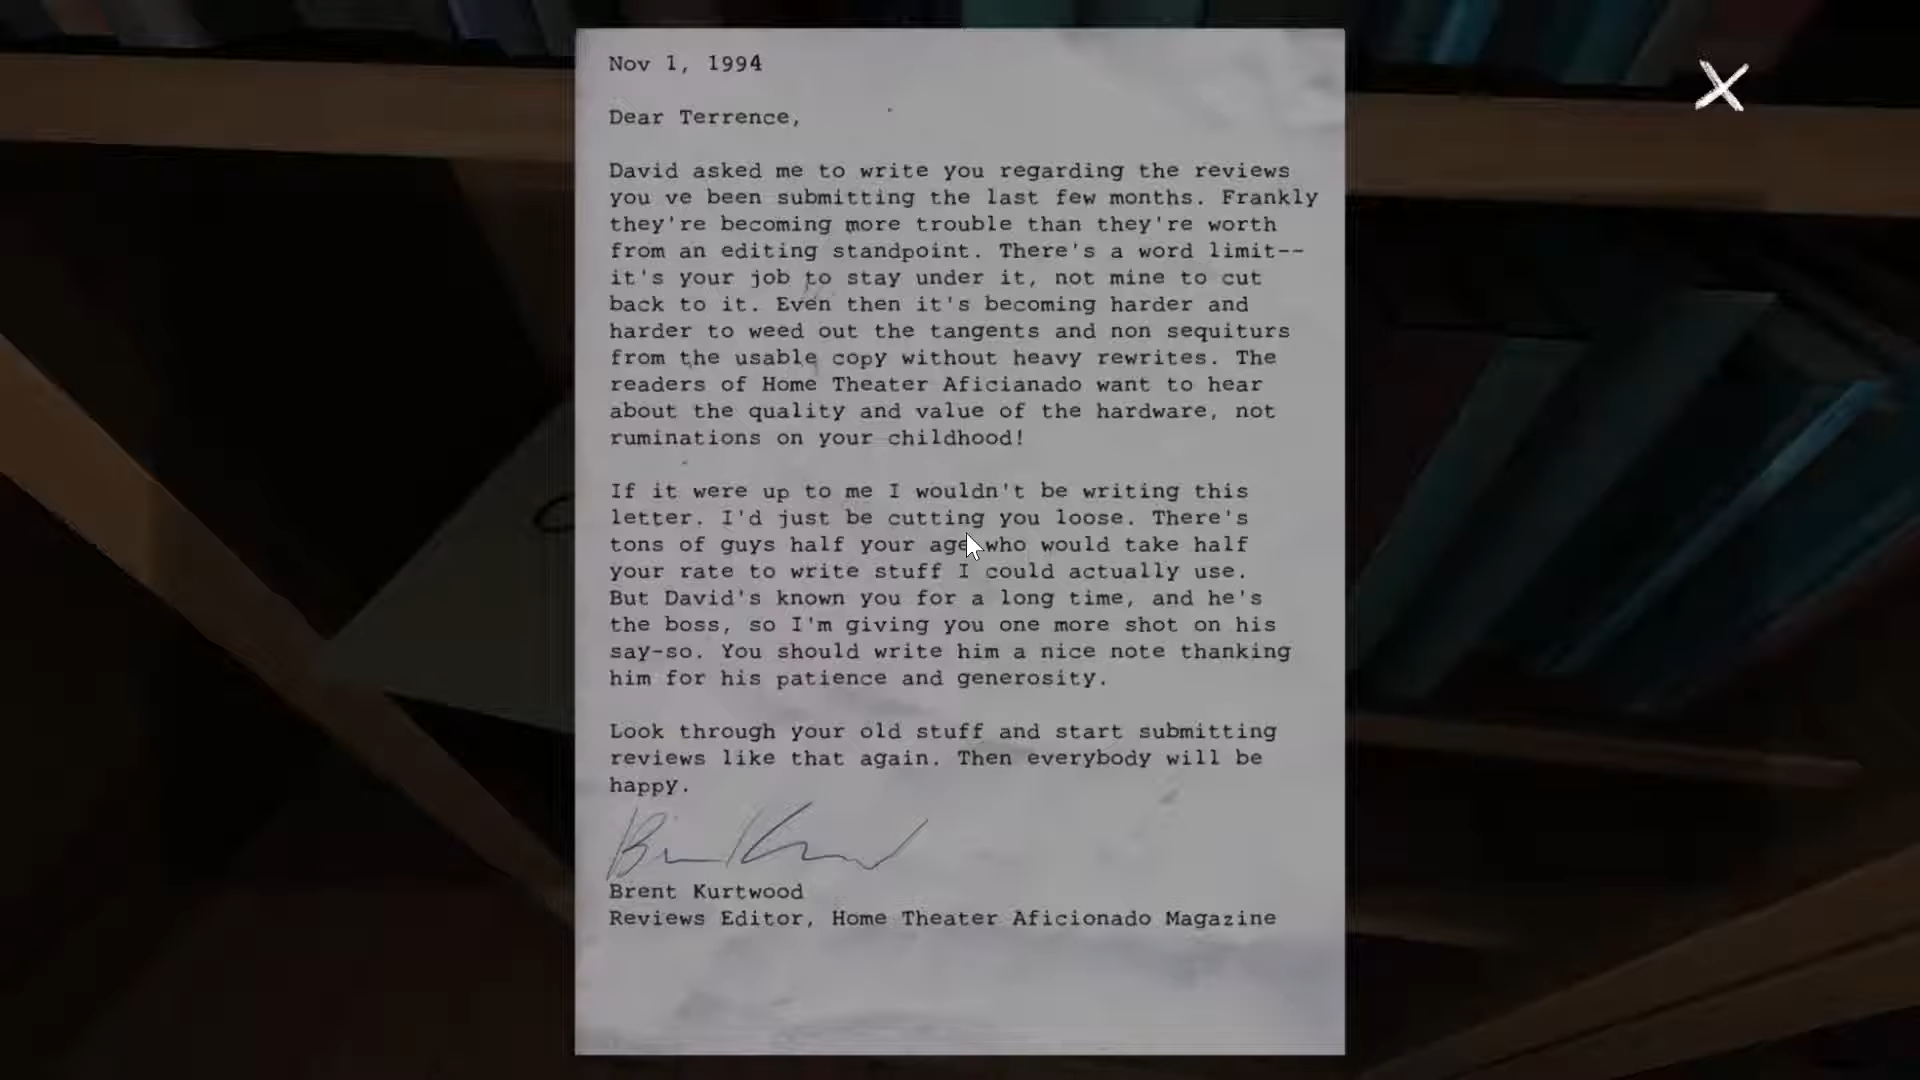 Nov 1, 1994
Dear Terrence,
David asked me to write you regarding the reviews
you ve been submitting the last few months. Frankly
they're becoming more trouble than they're worth
from an editing standpoint. There's a word limit--
it's your job to stay under it, not mine to cut
back to it. Even then it's becoming harder and
harder to weed out the tangents and non sequiturs
from the usable copy without heavy rewrites. The
readers of Home Theater Aficianado want to hear
about the quality and value of the hardware, not
ruminations on your childhood!
If it were up to me I wouldn't be writing this
letter. I'd just be cutting you loose. There's
tons of guys half your age who would take half
your rate to write stuff I could actually use.
But David's known you for a long time, and he's
the boss, so I'm giving you one more shot on his
say-so. You should write him a nice note thanking
him for his patience and generosity.
Look through your old stuff and start submitting
reviews like that again. Then everybody will be
happy.
Brent Kurtwood
Reviews Editor, Home Theater Aficionado Magazine